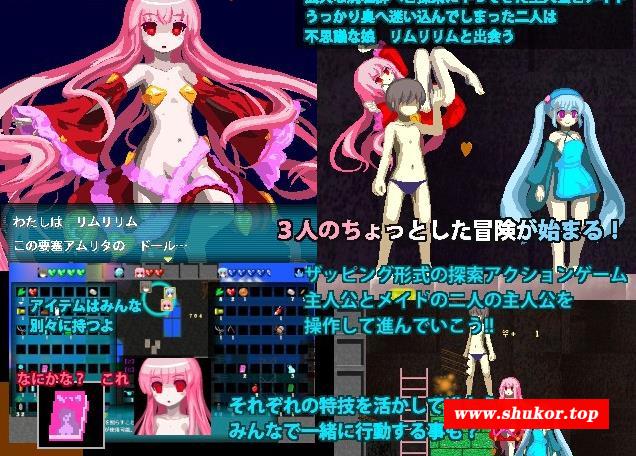 うっかり奥へ迷い込んでしまった二人は
不思議な娘 リムリリムと出会う
わたしは リムリリム
この要塞アムリタの ドール…
3人のちょっとした冒険が始まる!
ザッピング形式の探索アクションゲーム
主人公とメイドの二人の主人公を
操作して進んでいこう!!
アイテムはみんな
別々に持つよ
なにかな? これ
それぞれの特技を活かして
みんなで一緒に行動する事も?
www.shukor.top